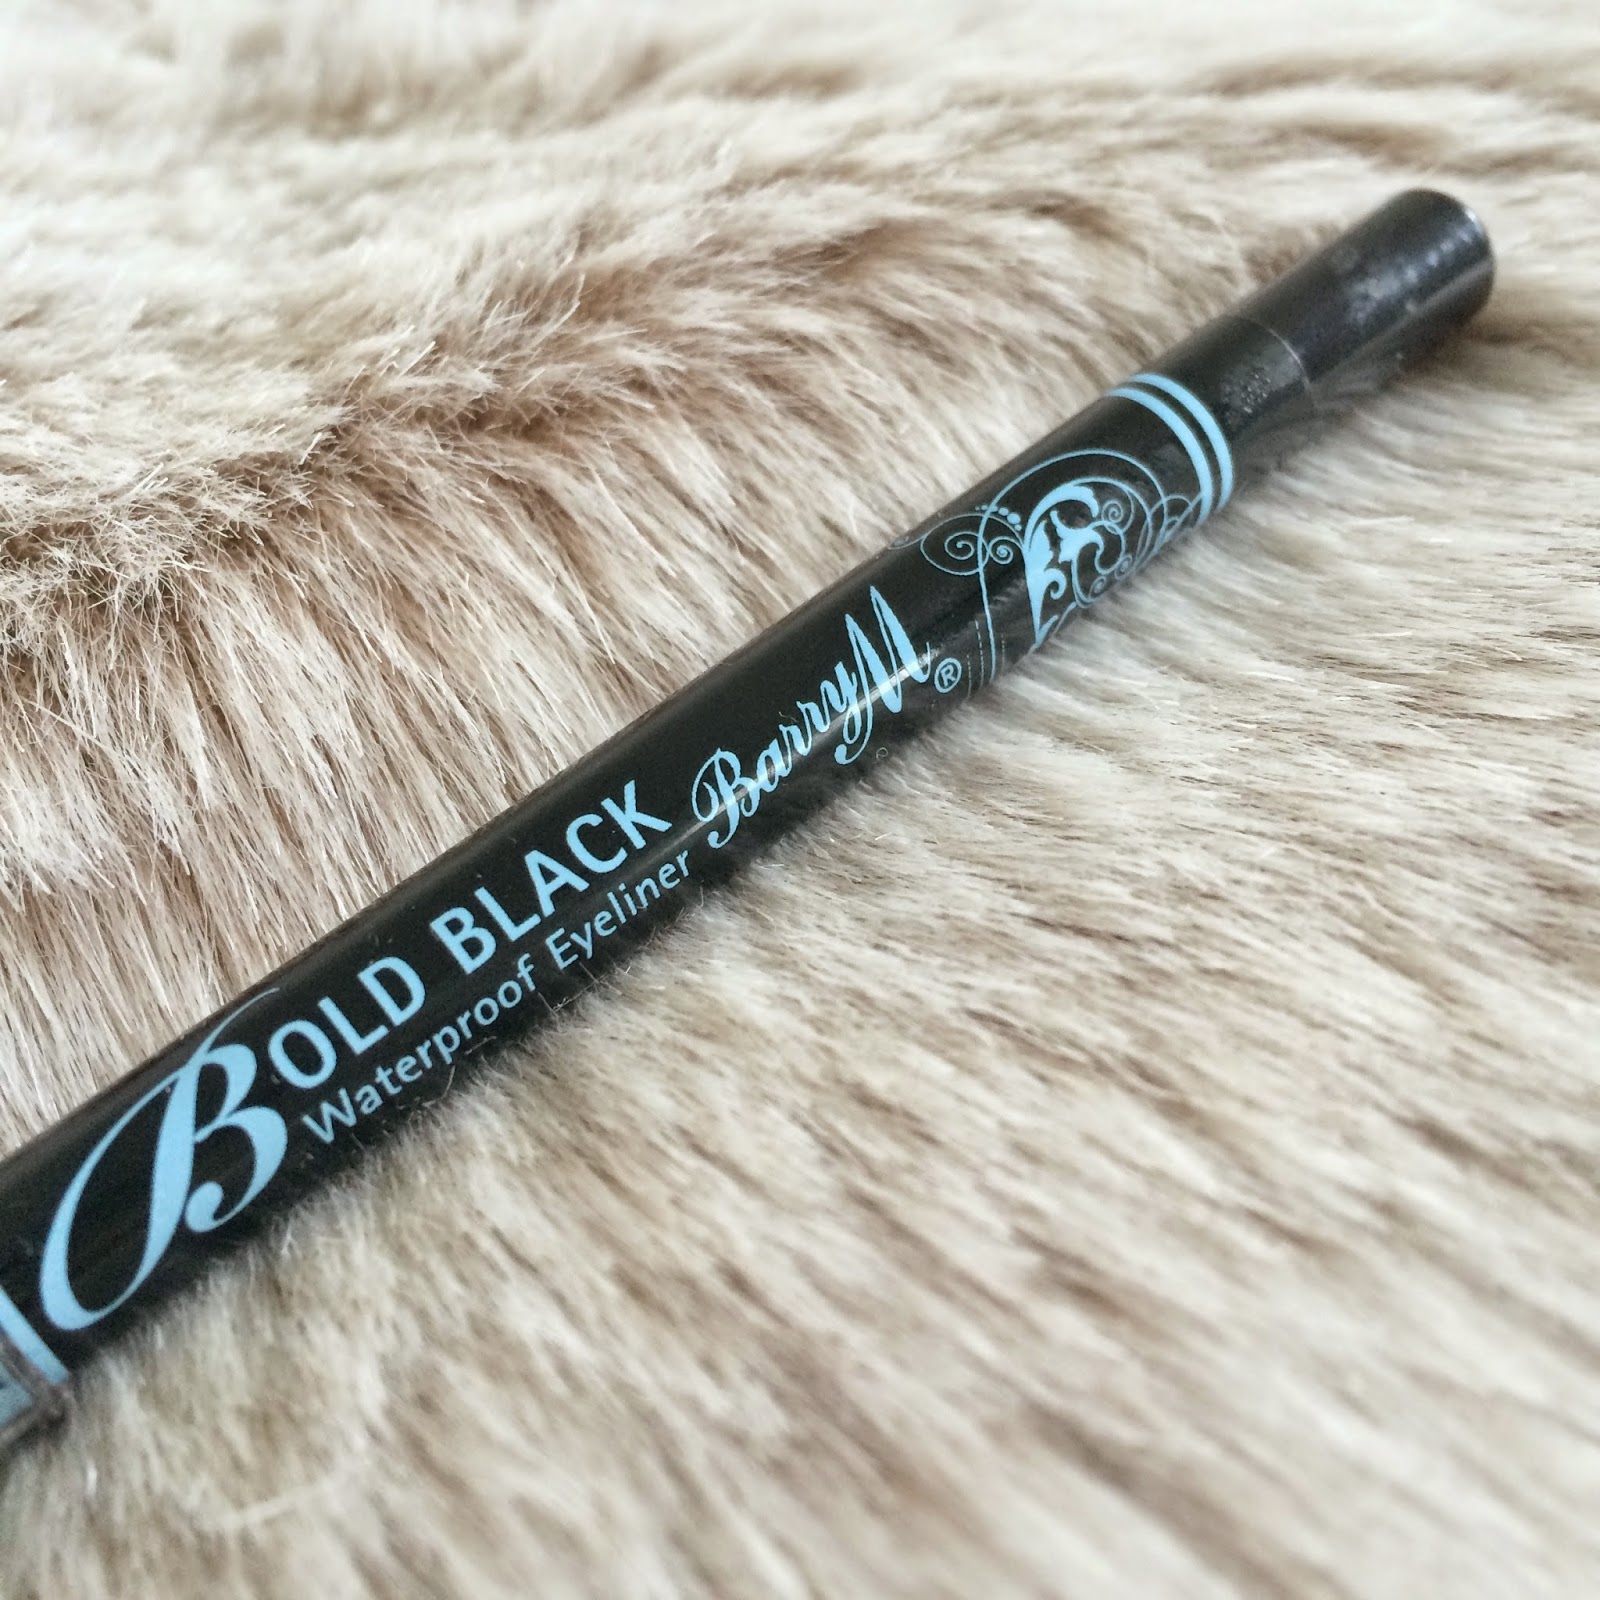 BOLD BLACK
Waterproof Eyeliner
BarryM®